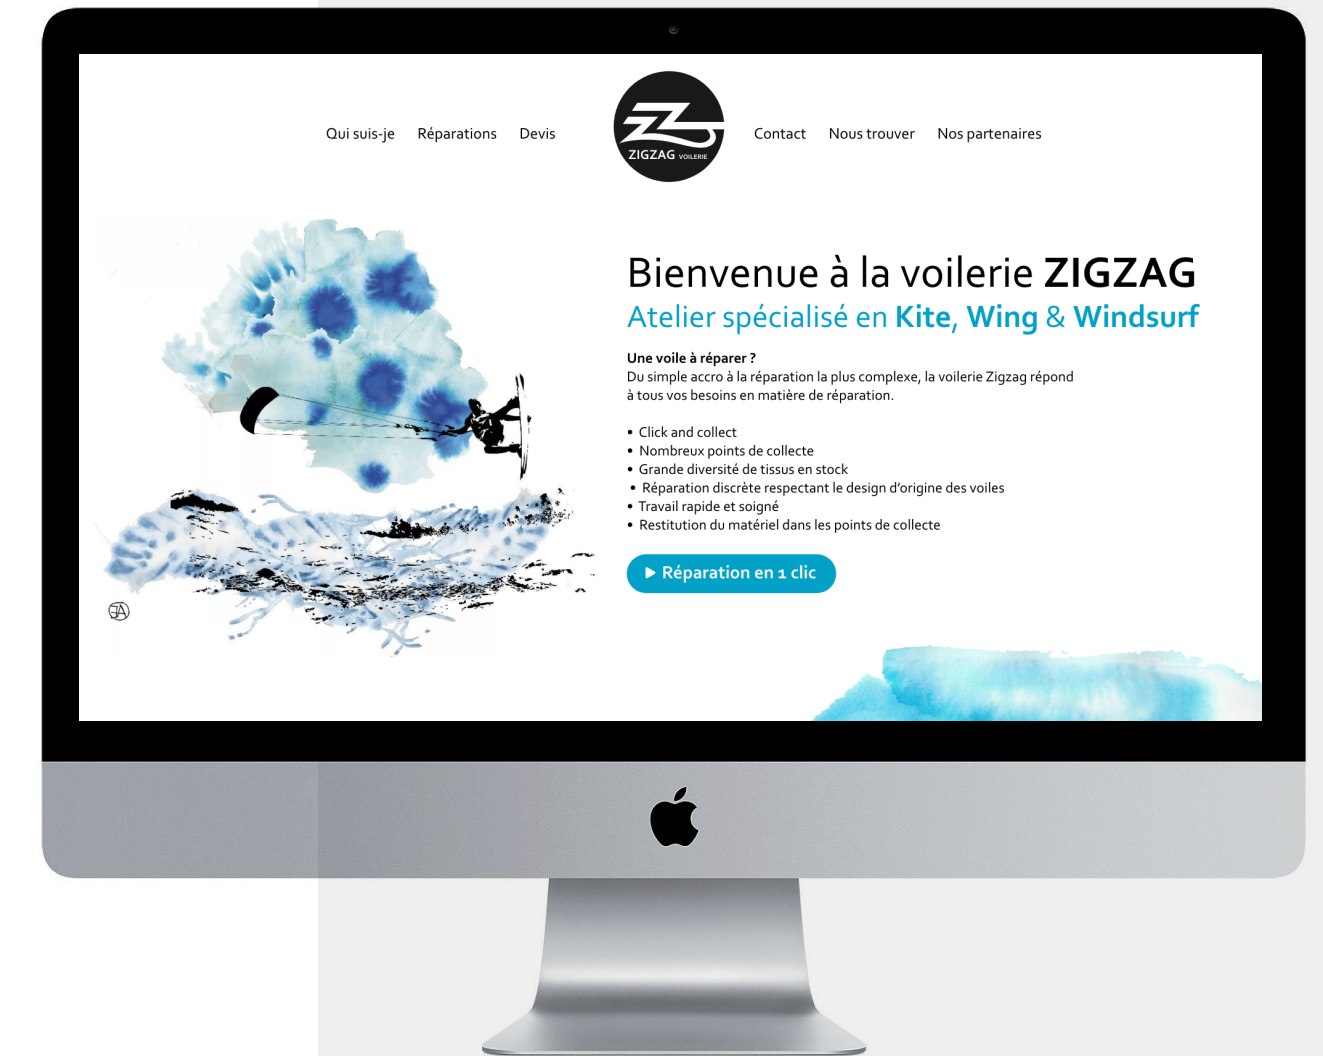 Qui suis-je Réparations Devis
ZIGZAG VOILERIE
Contact Nous trouver Nos partenaires
Bienvenue à la voilerie ZIGZAG
Atelier spécialisé en Kite, Wing & Windsurf
Une voile à réparer ?
Du simple accro à la réparation la plus complexe, la voilerie Zigzag répond
à tous vos besoins en matière de réparation.
• Click and collect
• Nombreux points de collecte
• Grande diversité de tissus en stock
• Réparation discrète respectant le design d’origine des voiles
• Travail rapide et soigné
• Restitution du matériel dans les points de collecte
Réparation en 1 clic